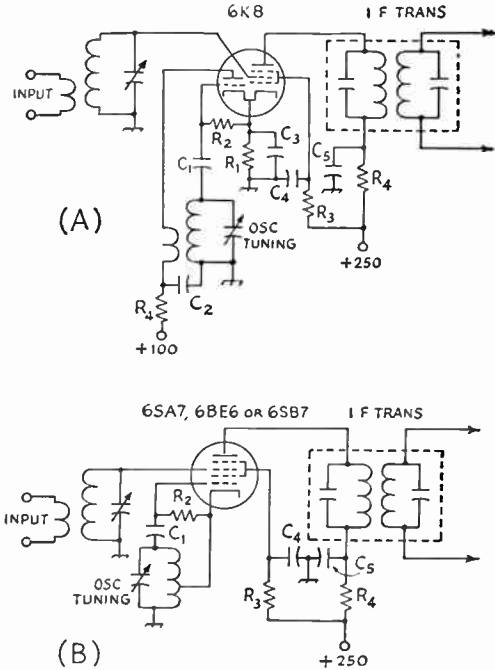 6K8
I F TRANS
INPUT
R2
C1
R1
C3
C4
C5
R4
R3
OSC TUNING
(A)
C2
R4
+100
+250
6SA7, 6BE6 OR 6SB7
I F TRANS
INPUT
R2
C1
OSC TUNING
C4
C5
R3
R4
(B)
+250